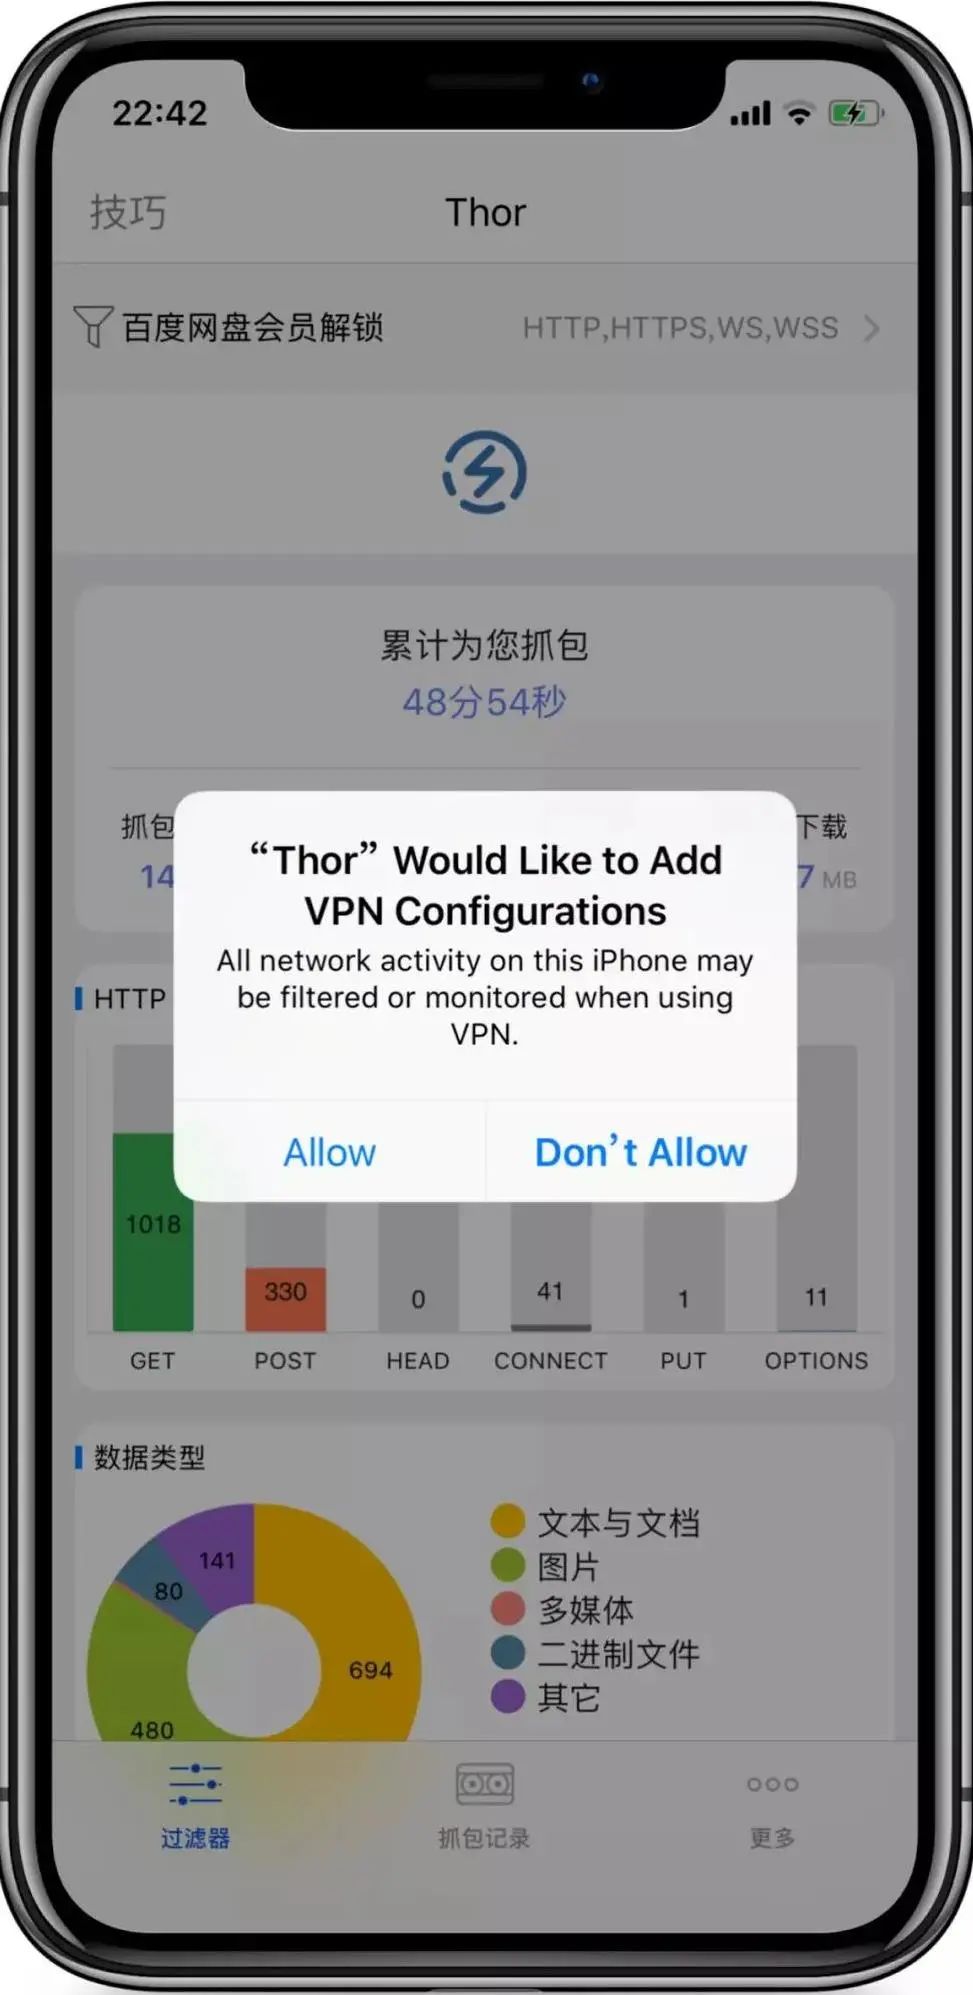 22:42
技巧
Thor
百度网盘会员解锁
HTTP,HTTPS,WS,WSS
累计为您抓包
48分54秒
抓包
下载
14
7 MB
“Thor” Would Like to Add
VPN Configurations
All network activity on this iPhone may
be filtered or monitored when using
VPN.
Allow
Don’t Allow
HTTP
1018
330
0
41
1
11
GET
POST
HEAD
CONNECT
PUT
OPTIONS
数据类型
141
80
694
480
文本与文档
图片
多媒体
二进制文件
其它
过滤器
抓包记录
更多